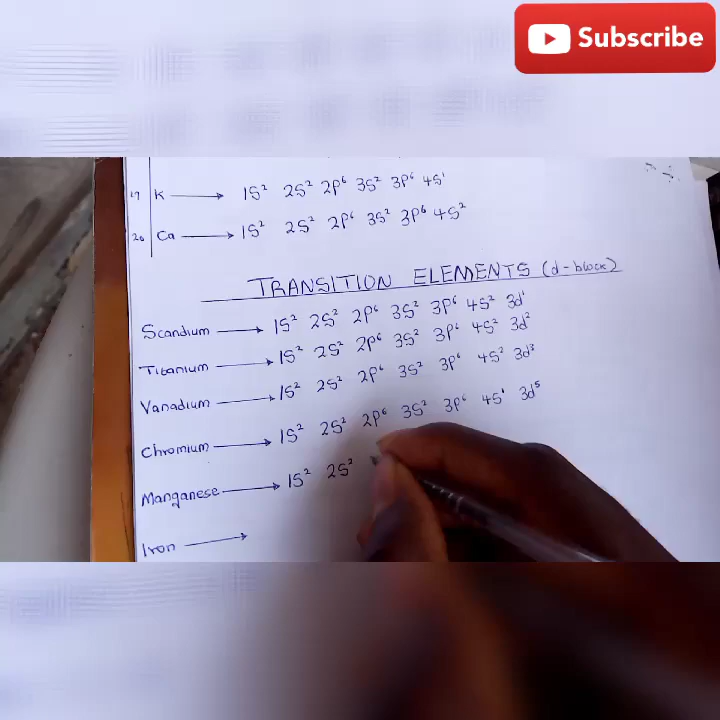 Subscribe
19 K → 1S² 2S² 2P⁶ 3S² 3P⁶ 4S¹
20 Ca → 1S² 2S² 2P⁶ 3S² 3P⁶ 4S²
TRANSITION ELEMENTS (d-block)
Scandium → 1S² 2S² 2P⁶ 3S² 3P⁶ 4S² 3d¹
Titanium → 1S² 2S² 2P⁶ 3S² 3P⁶ 4S² 3d²
Vanadium → 1S² 2S² 2P⁶ 3S² 3P⁶ 4S² 3d³
Chromium → 1S² 2S² 2P⁶ 3S² 3P⁶ 4S¹ 3d⁵
Manganese → 1S² 2S²
Iron →